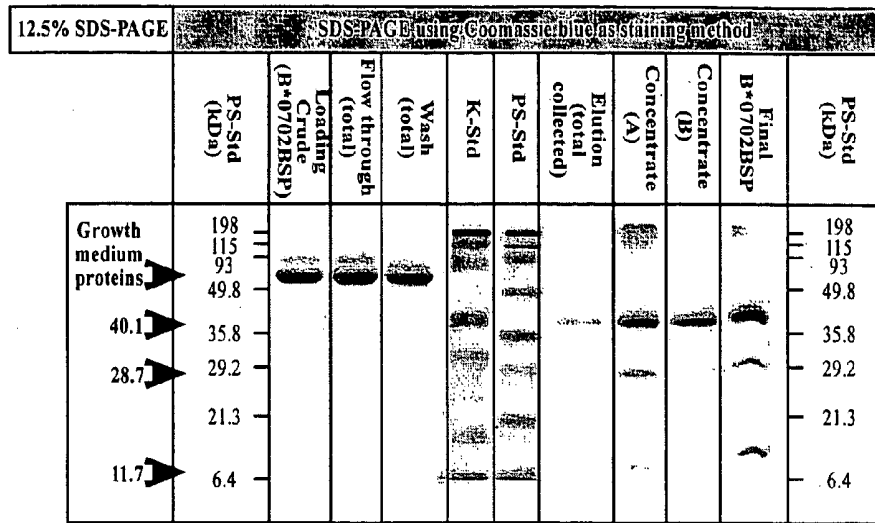 12.5% SDS-PAGE
SDS-PAGE using Coomassie blue as staining method
PS-Std
(kDa)
Loading
Crude
(B*0702BSP)
Flow through
(total)
Wash
(total)
K-Std
PS-Std
Elution
(total
collected)
Concentrate
(A)
Concentrate
(B)
Final
B*0702BSP
PS-Std
(kDa)
Growth
medium
proteins
40.1
28.7
11.7
198
115
93
49.8
35.8
29.2
21.3
6.4
198
115
93
49.8
35.8
29.2
21.3
6.4